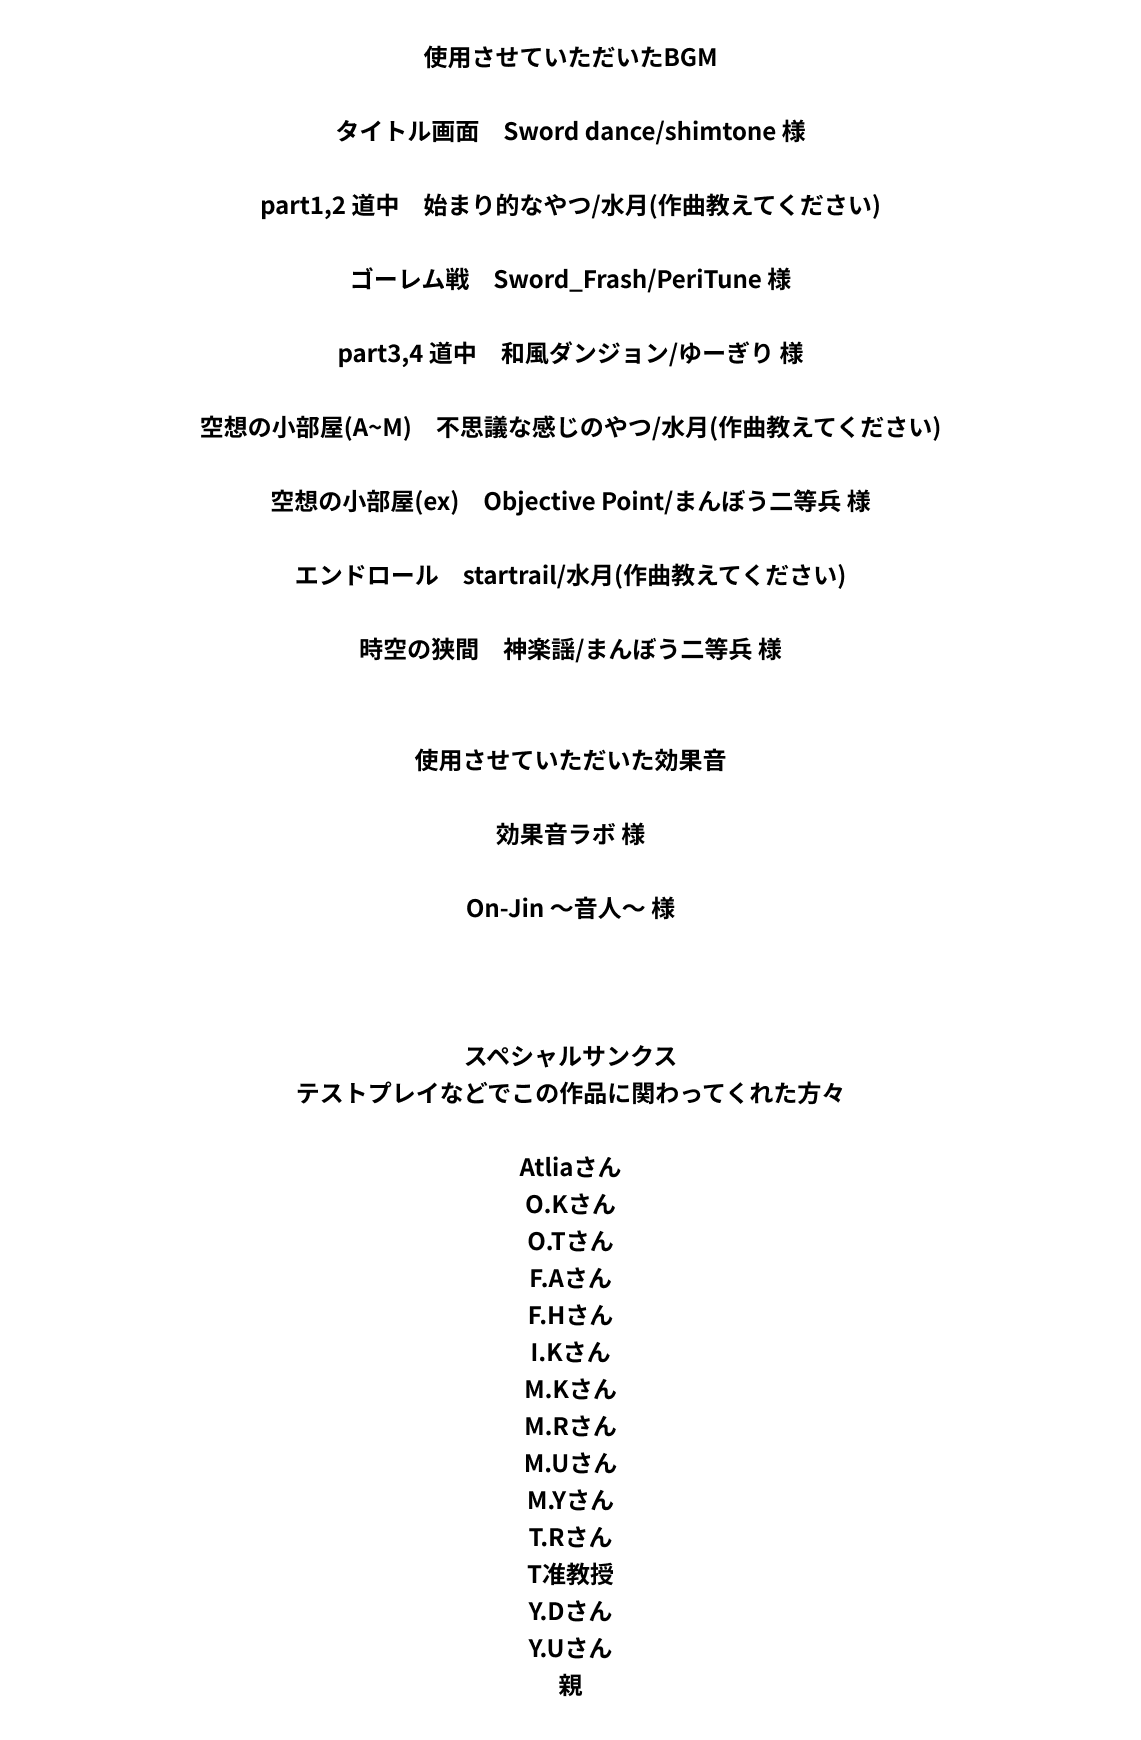 使用させていただいたBGM
タイトル画面　Sword dance/shimtone 様
part1,2 道中　始まり的なやつ/水月(作曲教えてください)
ゴーレム戦　Sword_Frash/PeriTune 様
part3,4 道中　和風ダンジョン/ゆーぎり 様
空想の小部屋(A~M)　不思議な感じのやつ/水月(作曲教えてください)
空想の小部屋(ex)　Objective Point/まんぼう二等兵 様
エンドロール　startrail/水月(作曲教えてください)
時空の狭間　神楽謡/まんぼう二等兵 様
使用させていただいた効果音
効果音ラボ 様
On-Jin ～音人～ 様
スペシャルサンクス
テストプレイなどでこの作品に関わってくれた方々
Atliaさん
O.Kさん
O.Tさん
F.Aさん
F.Hさん
I.Kさん
M.Kさん
M.Rさん
M.Uさん
M.Yさん
T.Rさん
T准教授
Y.Dさん
Y.Uさん
親